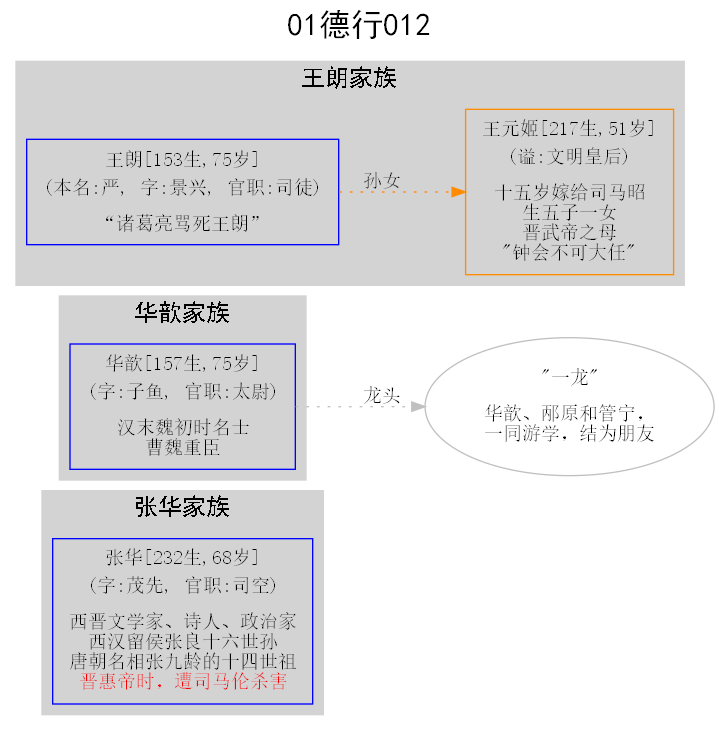 01德行012
王朗家族
王朗[153生,75岁]
(本名:严, 字:景兴, 官职:司徒)
“诸葛亮骂死王朗”
孙女
王元姬[217生,51岁]
(谥:文明皇后)
十五岁嫁给司马昭
生五子一女
晋武帝之母
"钟会不可大任"
华歆家族
华歆[157生,75岁]
(字:子鱼, 官职:太尉)
汉末魏初时名士
曹魏重臣
龙头
"一龙"
华歆、邴原和管宁，
一同游学，结为朋友
张华家族
张华[232生,68岁]
(字:茂先, 官职:司空)
西晋文学家、诗人、政治家
西汉留侯张良十六世孙
唐朝名相张九龄的十四世祖
晋惠帝时，遭司马伦杀害